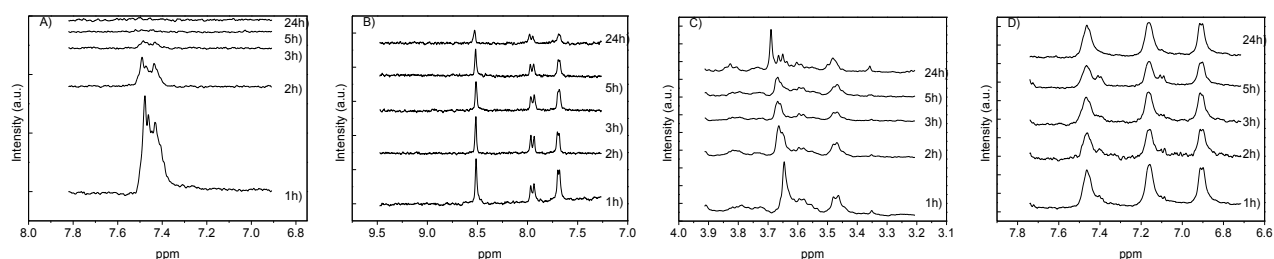 A)
24h)
5h)
3h)
2h)
1h)
Intensity (a.u.)
8.0 7.8 7.6 7.4 7.2 7.0 6.8
ppm
B)
24h)
5h)
3h)
2h)
1h)
Intensity (a.u.)
9.5 9.0 8.5 8.0 7.5 7.0
ppm
C)
24h)
5h)
3h)
2h)
1h)
Intensity (a.u.)
4.0 3.9 3.8 3.7 3.6 3.5 3.4 3.3 3.2 3.1
ppm
D)
24h)
5h)
3h)
2h)
1h)
Intensity (a.u.)
7.8 7.6 7.4 7.2 7.0 6.8 6.6
ppm